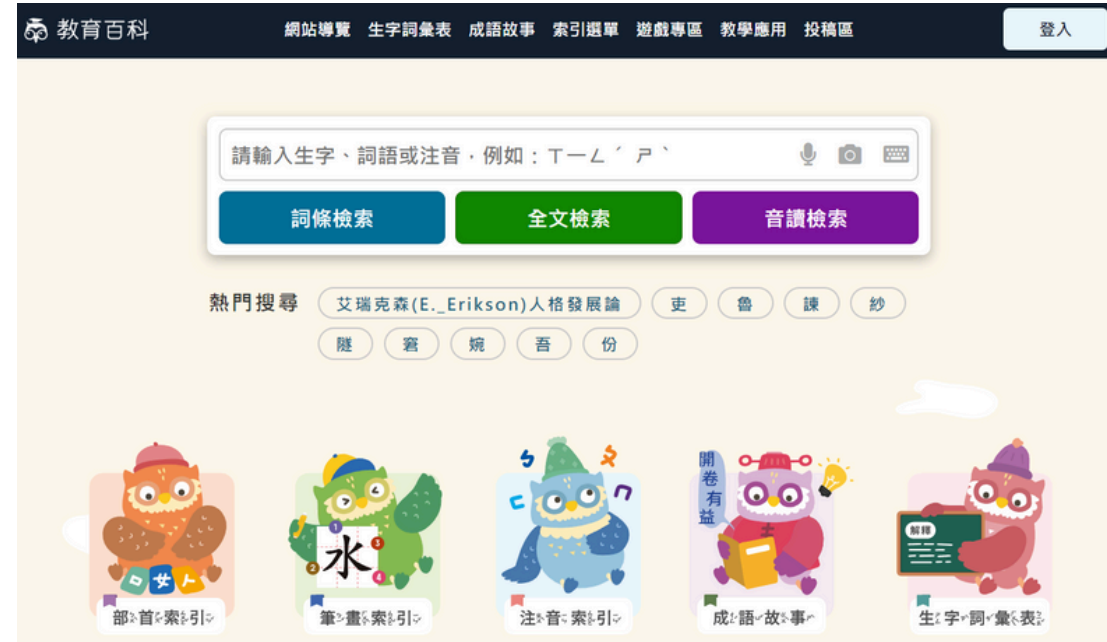 教育百科
網站導覽 生字詞彙表 成語故事 索引選單 遊戲專區 教學應用 投稿區
登入
請輸入生字、詞語或注音,例如:ㄒㄧㄥˊ ㄕˋ
詞條檢索 全文檢索 音讀檢索
熱門搜尋 艾瑞克森(E._Erikson)人格發展論 吏 魯 諫 紗
隧 窘 婉 吾 份
ㄅ ㄆ
ㄈ ㄇ
開卷有益
解釋
女
1
水
2 3
4
部首索引
筆畫索引
注音索引
成語故事
生字詞彙表